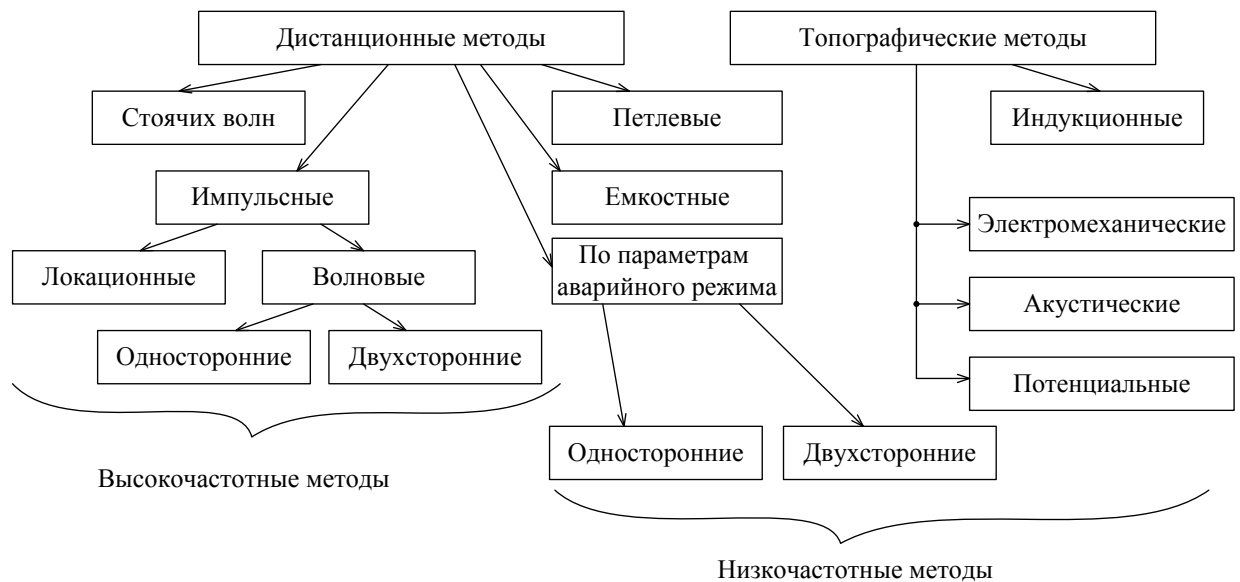 Дистанционные методы
Топографические методы
Стоячих волн
Петлевые
Индукционные
Импульсные
Емкостные
Электромеханические
Локационные
Волновые
По параметрам
аварийного режима
Акустические
Односторонние
Двухсторонние
Потенциальные
Односторонние
Двухсторонние
Высокочастотные методы
Низкочастотные методы